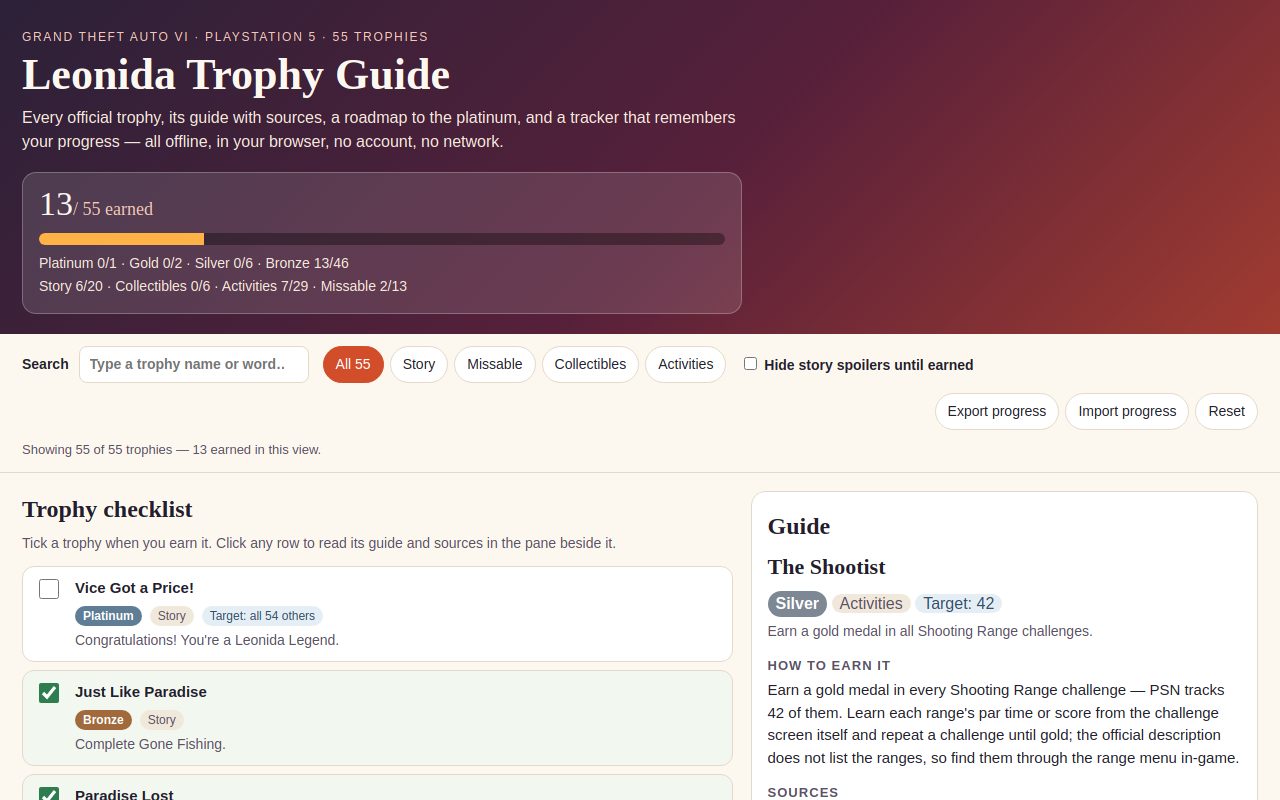 GRAND THEFT AUTO VI · PLAYSTATION 5 · 55 TROPHIES
Leonida Trophy Guide
Every official trophy, its guide with sources, a roadmap to the platinum, and a tracker that remembers
your progress — all offline, in your browser, no account, no network.
13/ 55 earned
Platinum 0/1 · Gold 0/2 · Silver 0/6 · Bronze 13/46
Story 6/20 · Collectibles 0/6 · Activities 7/29 · Missable 2/13
Search Type a trophy name or word.. All 55 Story Missable Collectibles Activities Hide story spoilers until earned
Export progress Import progress Reset
Showing 55 of 55 trophies — 13 earned in this view.
Trophy checklist
Tick a trophy when you earn it. Click any row to read its guide and sources in the pane beside it.
Vice Got a Price!
Platinum Story Target: all 54 others
Congratulations! You're a Leonida Legend.
Just Like Paradise
Bronze Story
Complete Gone Fishing.
Paradise Lost
Guide
The Shootist
Silver Activities Target: 42
Earn a gold medal in all Shooting Range challenges.
HOW TO EARN IT
Earn a gold medal in every Shooting Range challenge — PSN tracks
42 of them. Learn each range's par time or score from the challenge
screen itself and repeat a challenge until gold; the official description
does not list the ranges, so find them through the range menu in-game.
SOURCES